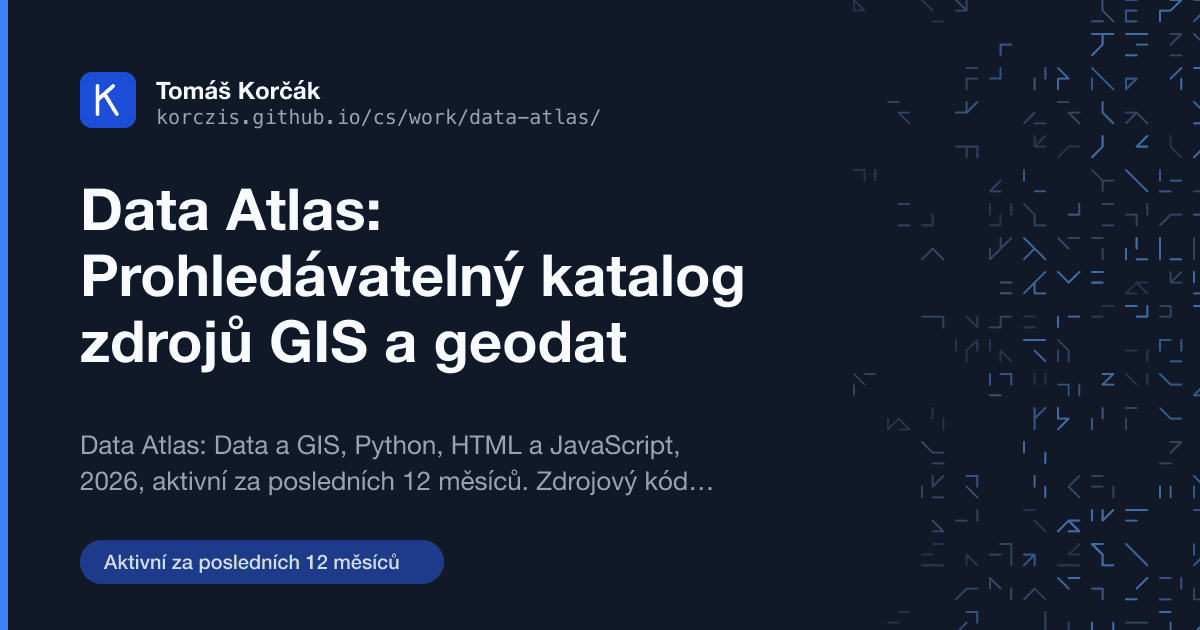 K
Tomáš Korčák
korczis.github.io/cs/work/data-atlas/
Data Atlas:
Prohledávatelný katalog
zdrojů GIS a geodat
Data Atlas: Data a GIS, Python, HTML a JavaScript,
2026, aktivní za posledních 12 měsíců. Zdrojový kód…
Aktivní za posledních 12 měsíců